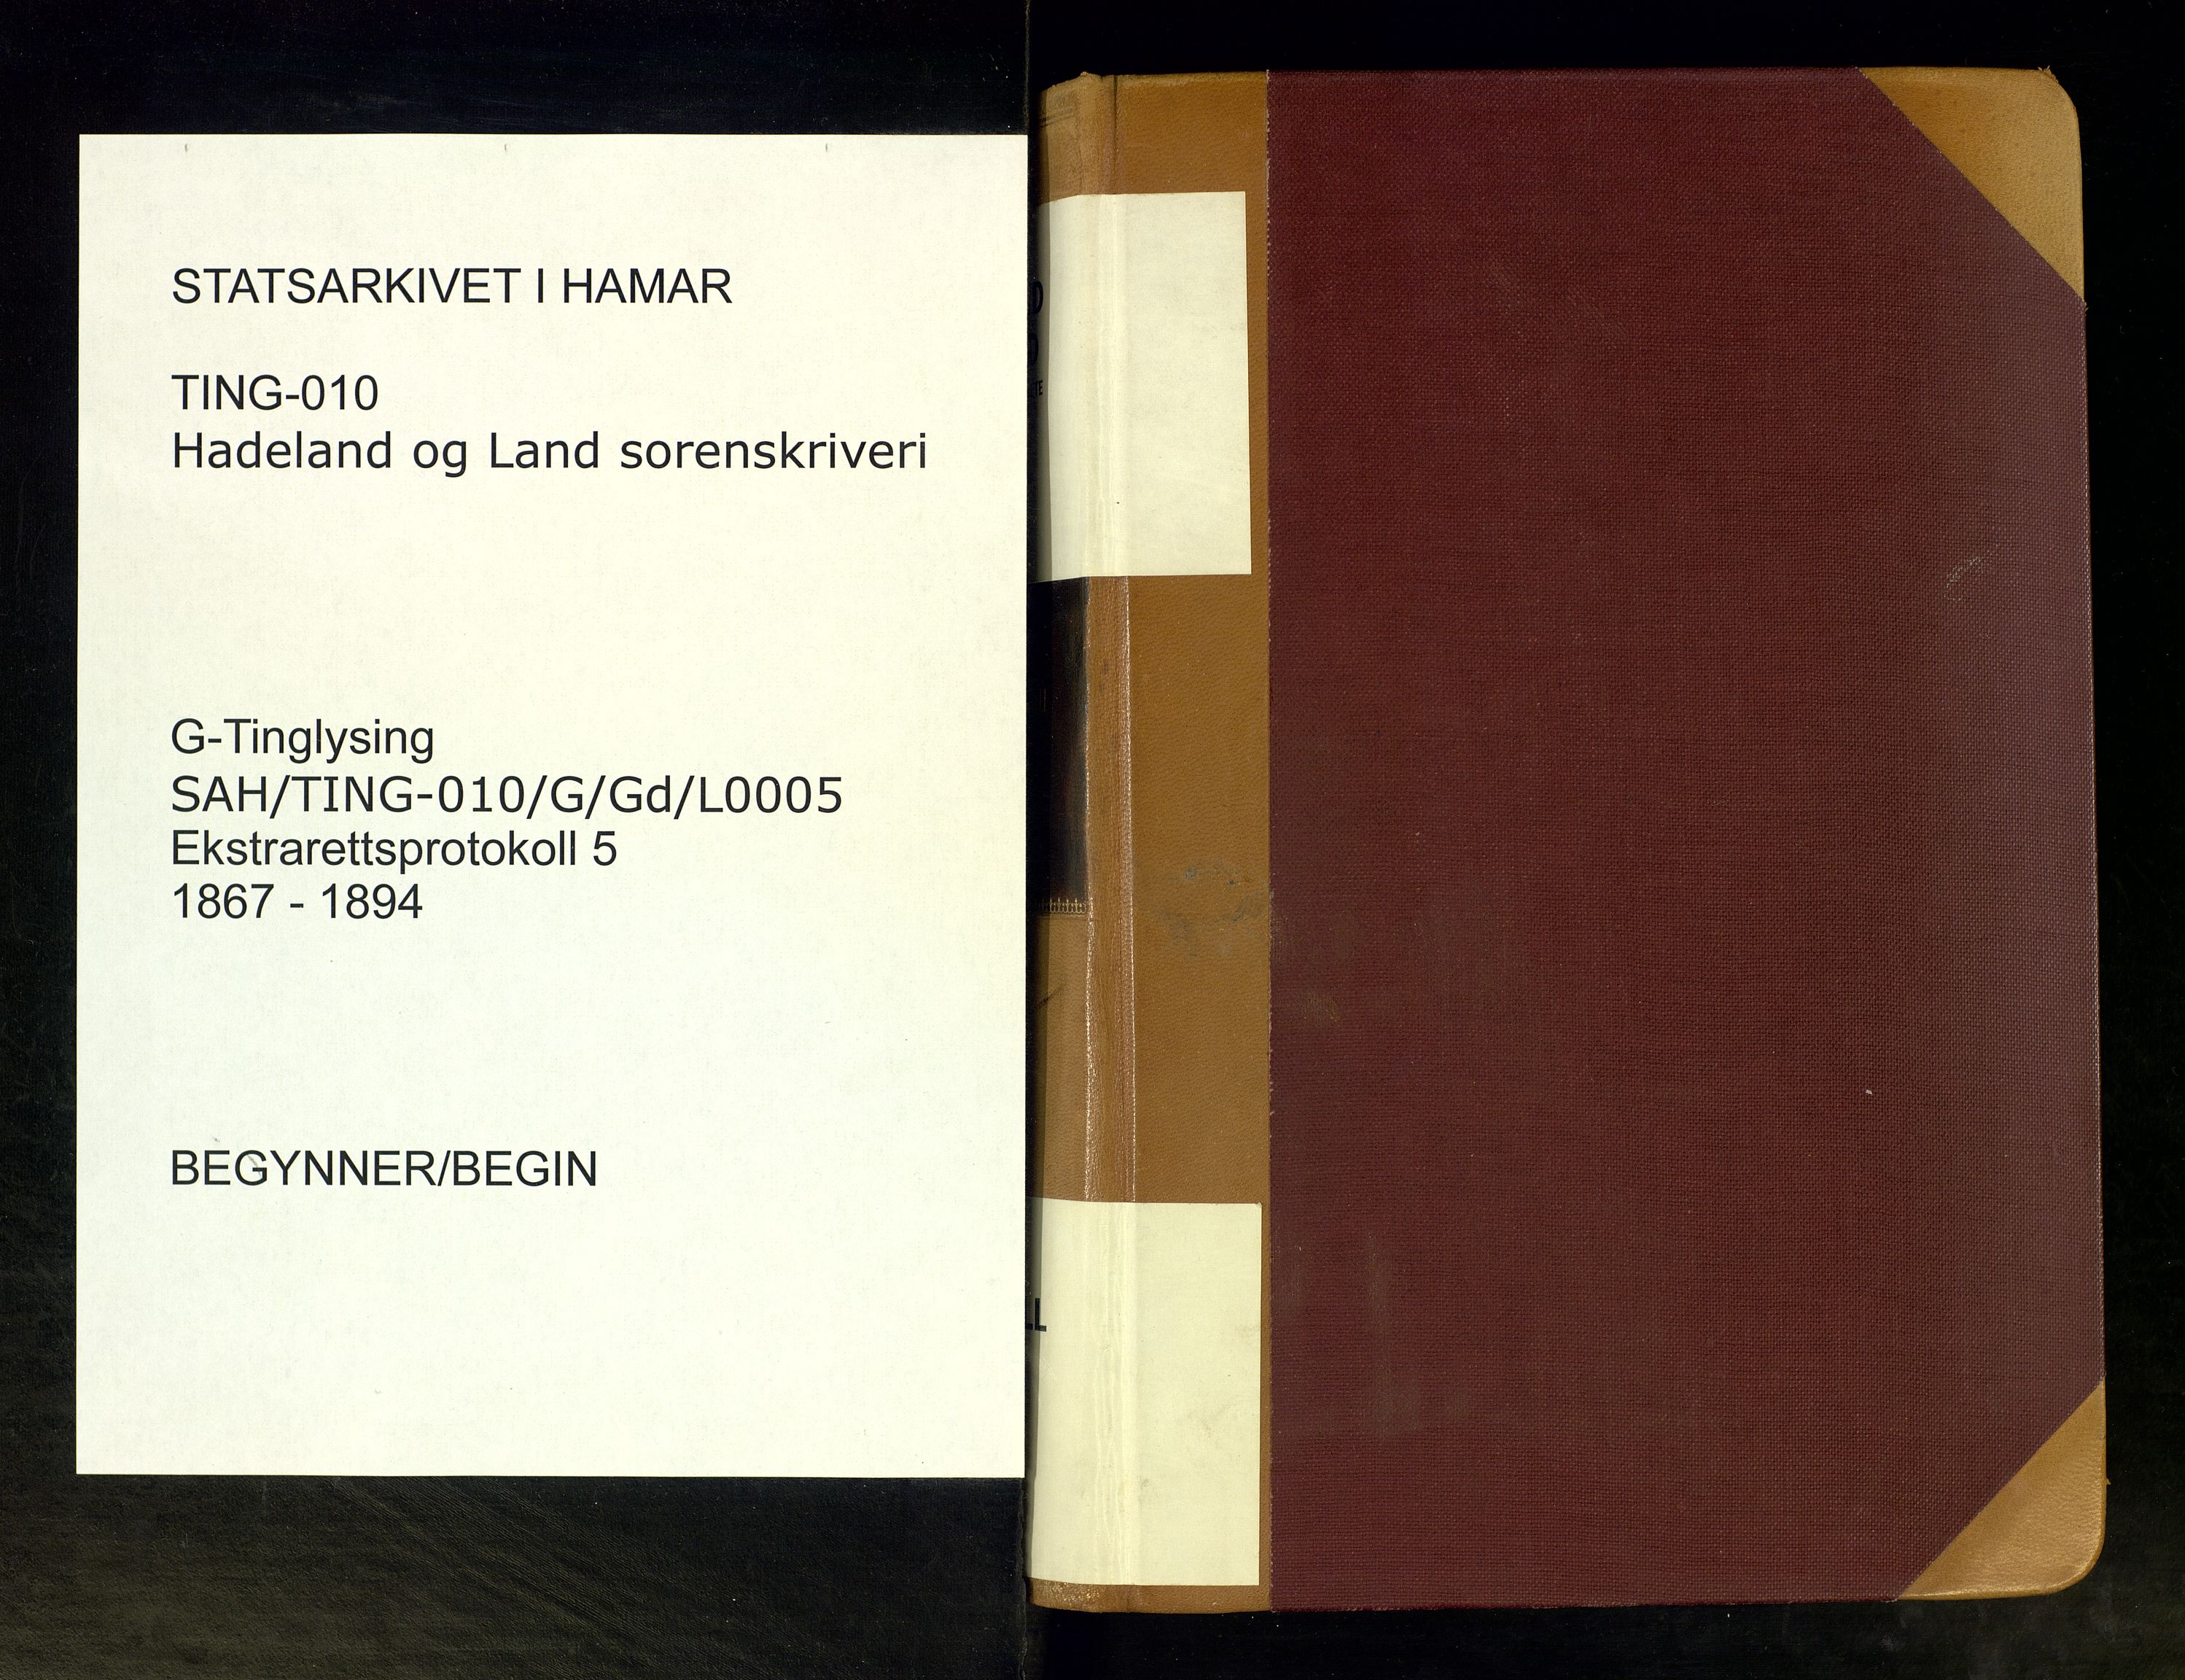 STATSARKIVET I HAMAR
TING-010
Hadeland og Land sorenskriveri
G-Tinglysing
SAH/TING-010/G/Gd/L0005
Ekstrarettsprotokoll 5
1867 - 1894
BEGYNNER/BEGIN